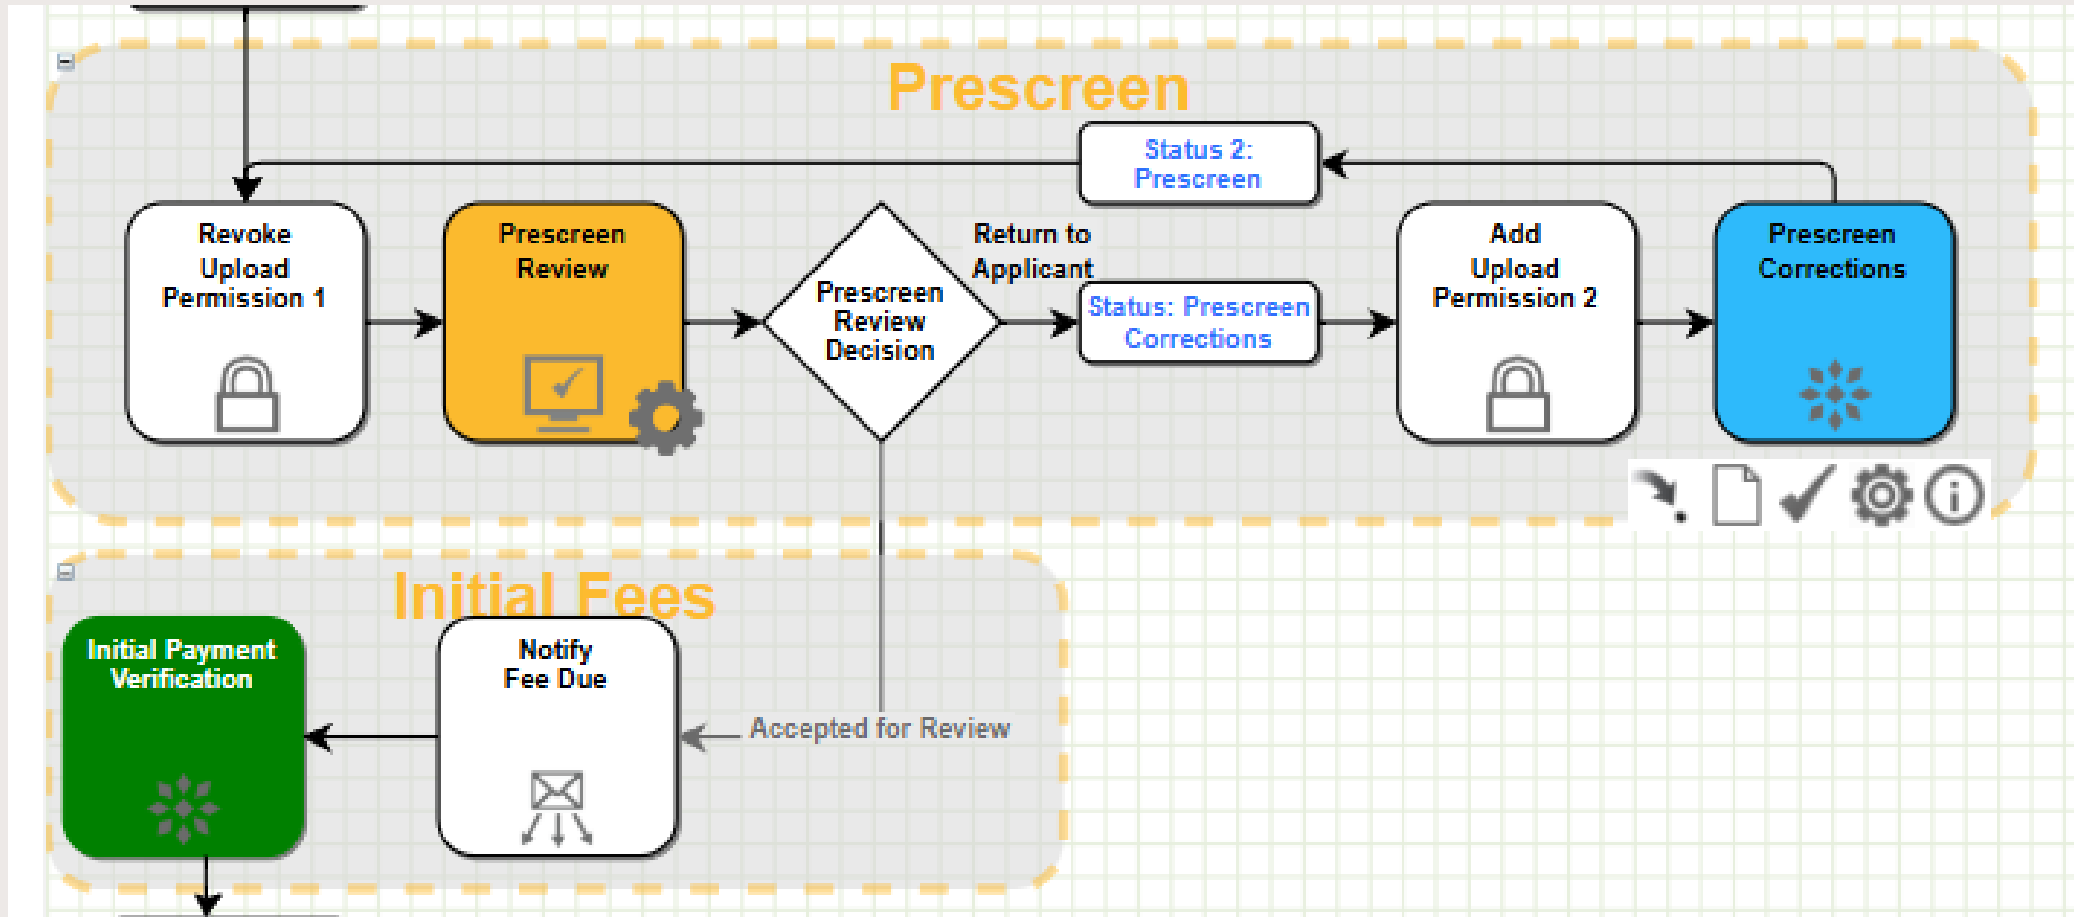 Prescreen
Status 2:
Prescreen
Revoke
Upload
Permission 1
Prescreen
Review
Prescreen
Review
Decision
Return to
Applicant
Status: Prescreen
Corrections
Add
Upload
Permission 2
Prescreen
Corrections
Initial Fees
Initial Payment
Verification
Notify
Fee Due
Accepted for Review